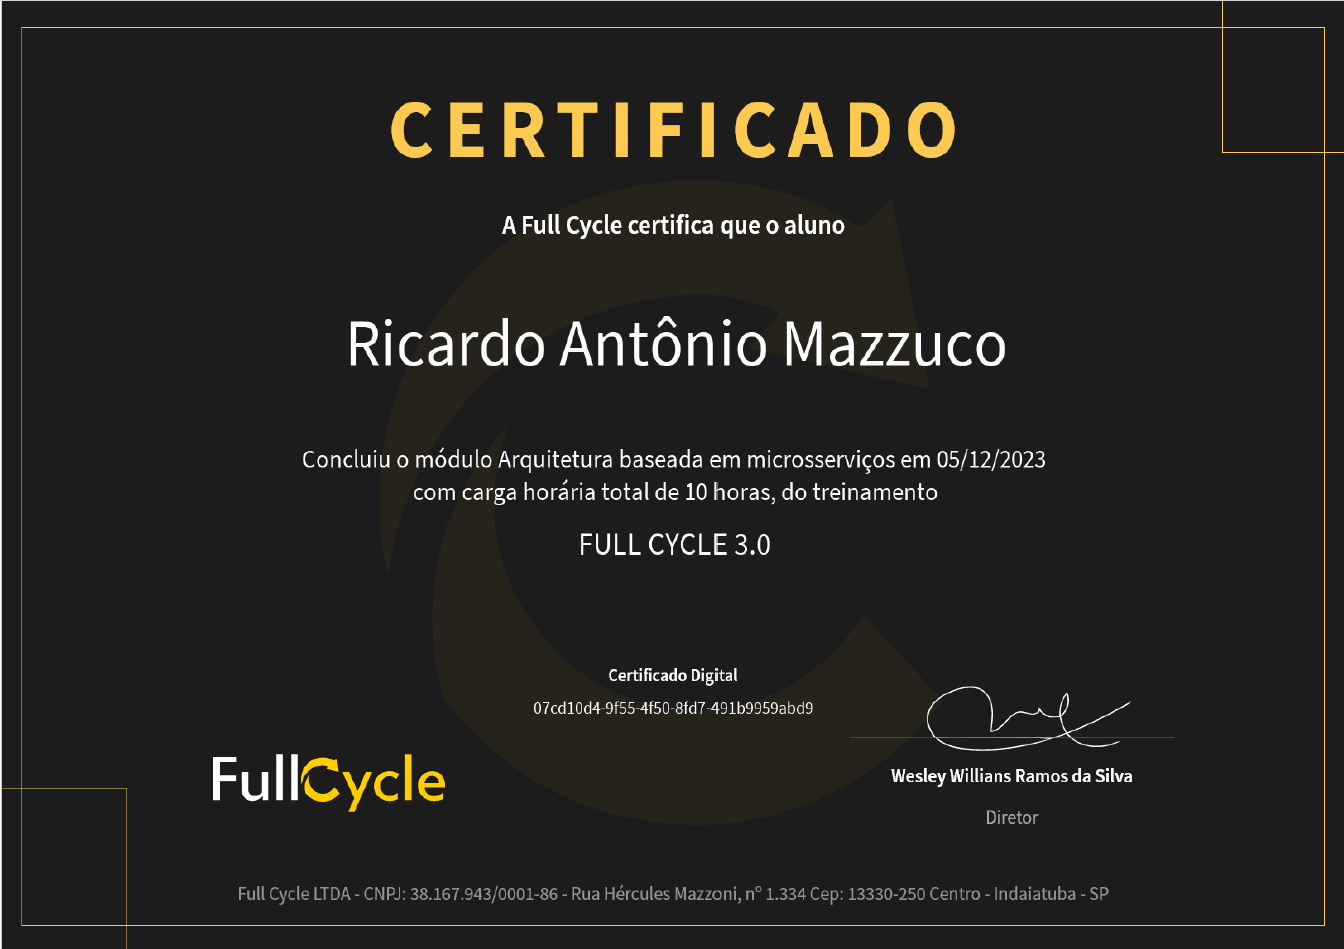 CERTIFICADO
A Full Cycle certifica que o aluno
Ricardo Antônio Mazzuco
Concluiu o módulo Arquitetura baseada em microsserviços em 05/12/2023
com carga horária total de 10 horas, do treinamento
FULL CYCLE 3.0
Certificado Digital
07cd10d4-9f55-4f50-8fd7-491b9959abd9
FullCycle
Wesley Willians Ramos da Silva
Diretor
Full Cycle LTDA - CNPJ: 38.167.943/0001-86 - Rua Hércules Mazzoni, nº 1.334 Cep: 13330-250 Centro - Indaiatuba - SP